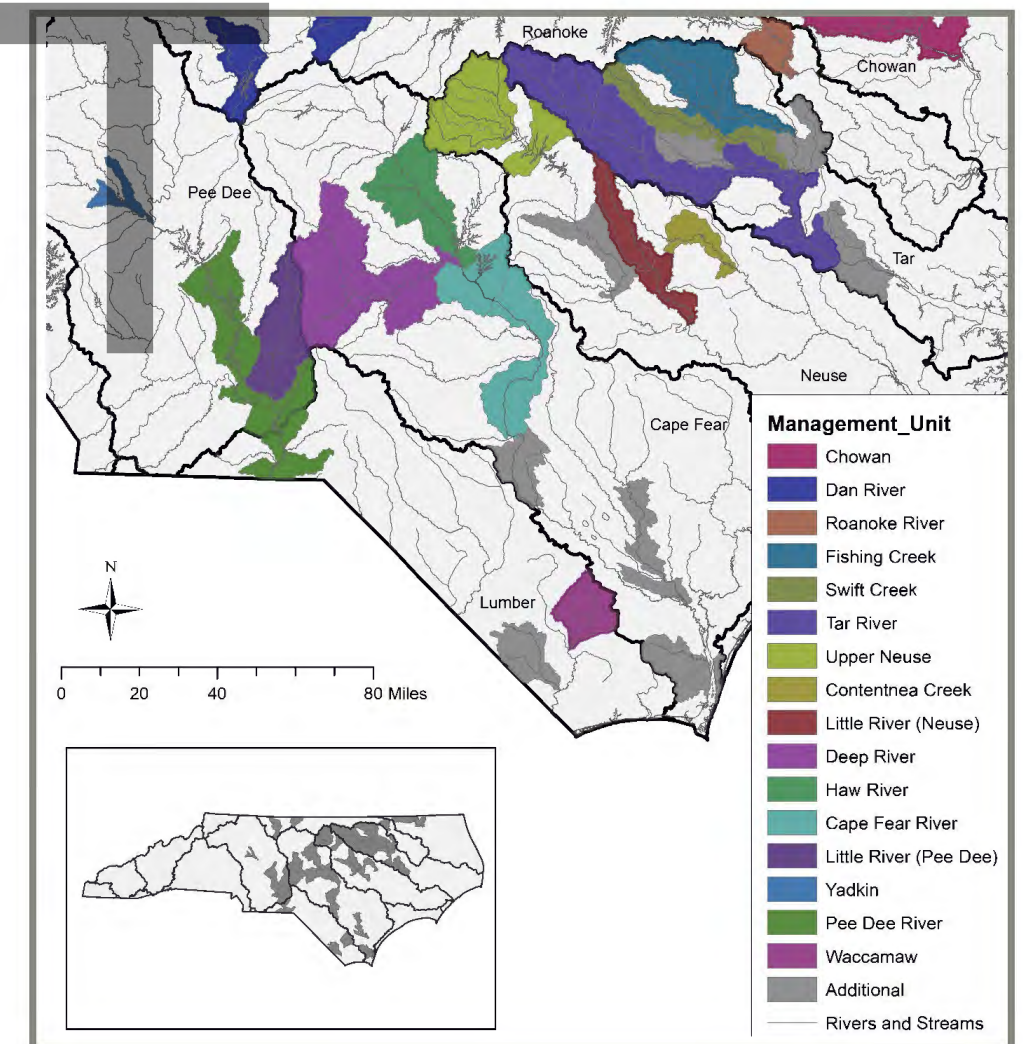 Roanoke
Chowan
Pee Dee
Tar
Neuse
Cape Fear
Lumber
N
0 20 40 80 Miles
Management_Unit
Chowan
Dan River
Roanoke River
Fishing Creek
Swift Creek
Tar River
Upper Neuse
Contentnea Creek
Little River (Neuse)
Deep River
Haw River
Cape Fear River
Little River (Pee Dee)
Yadkin
Pee Dee River
Waccamaw
Additional
Rivers and Streams
T